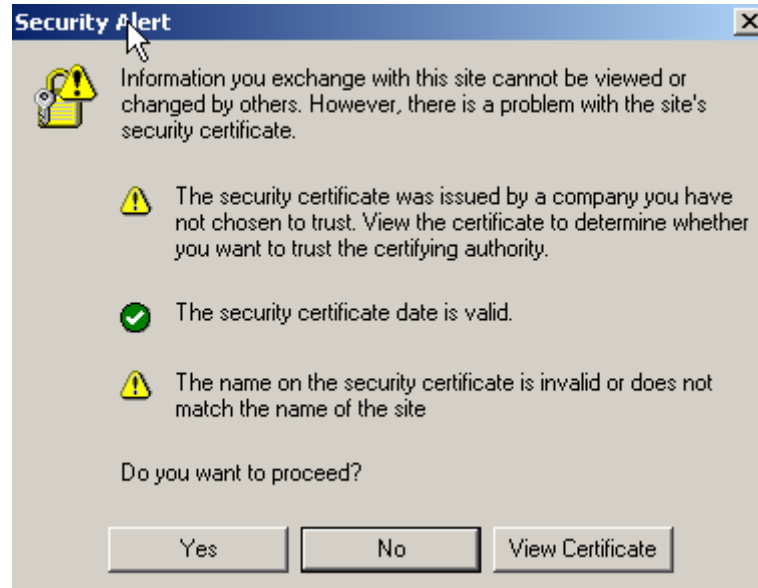 Security Alert
Information you exchange with this site cannot be viewed or
changed by others. However, there is a problem with the site's
security certificate.
The security certificate was issued by a company you have
not chosen to trust. View the certificate to determine whether
you want to trust the certifying authority.
The security certificate date is valid.
The name on the security certificate is invalid or does not
match the name of the site
Do you want to proceed?
Yes No View Certificate